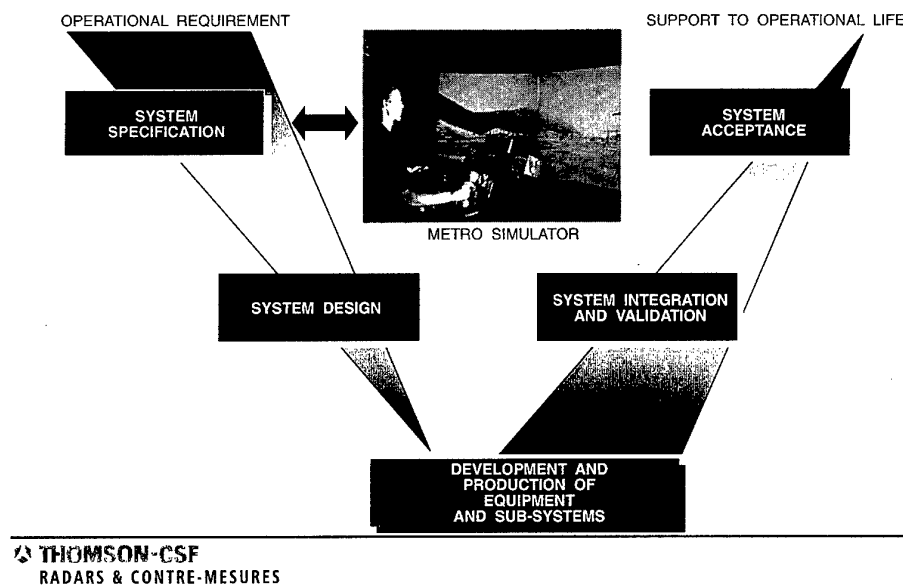 OPERATIONAL REQUIREMENT
SUPPORT TO OPERATIONAL LIFE
SYSTEM
SPECIFICATION
SYSTEM
ACCEPTANCE
METRO SIMULATOR
SYSTEM DESIGN
SYSTEM INTEGRATION
AND VALIDATION
DEVELOPMENT AND
PRODUCTION OF
EQUIPMENT
AND SUB-SYSTEMS
THOMSON-CSF
RADARS & CONTRE-MESURES